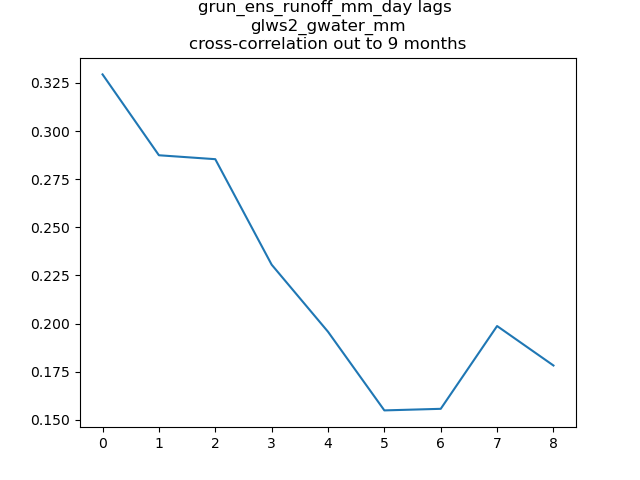 grun_ens_runoff_mm_day lags
glws2_gwater_mm
cross-correlation out to 9 months
0.325
0.300
0.275
0.250
0.225
0.200
0.175
0.150
0 1 2 3 4 5 6 7 8